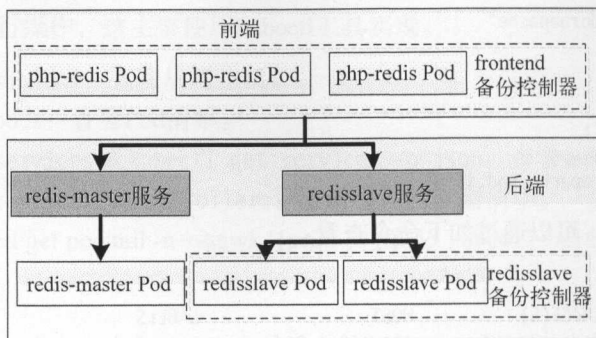 前端
php-redis Pod
php-redis Pod
php-redis Pod
frontend
备份控制器
redis-master服务
redisslave服务
后端
redis-master Pod
redisslave Pod
redisslave Pod
redisslave
备份控制器